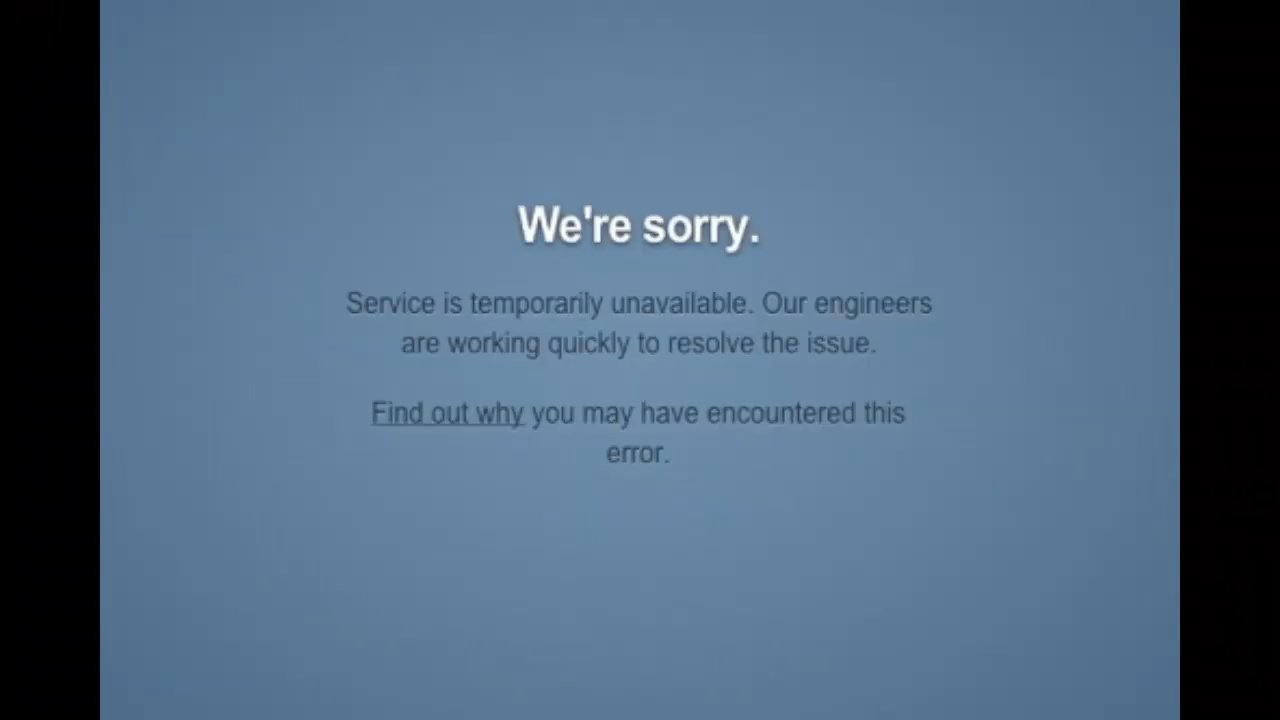 We're sorry.
Service is temporarily unavailable. Our engineers
are working quickly to resolve the issue.
Find out why you may have encountered this
error.